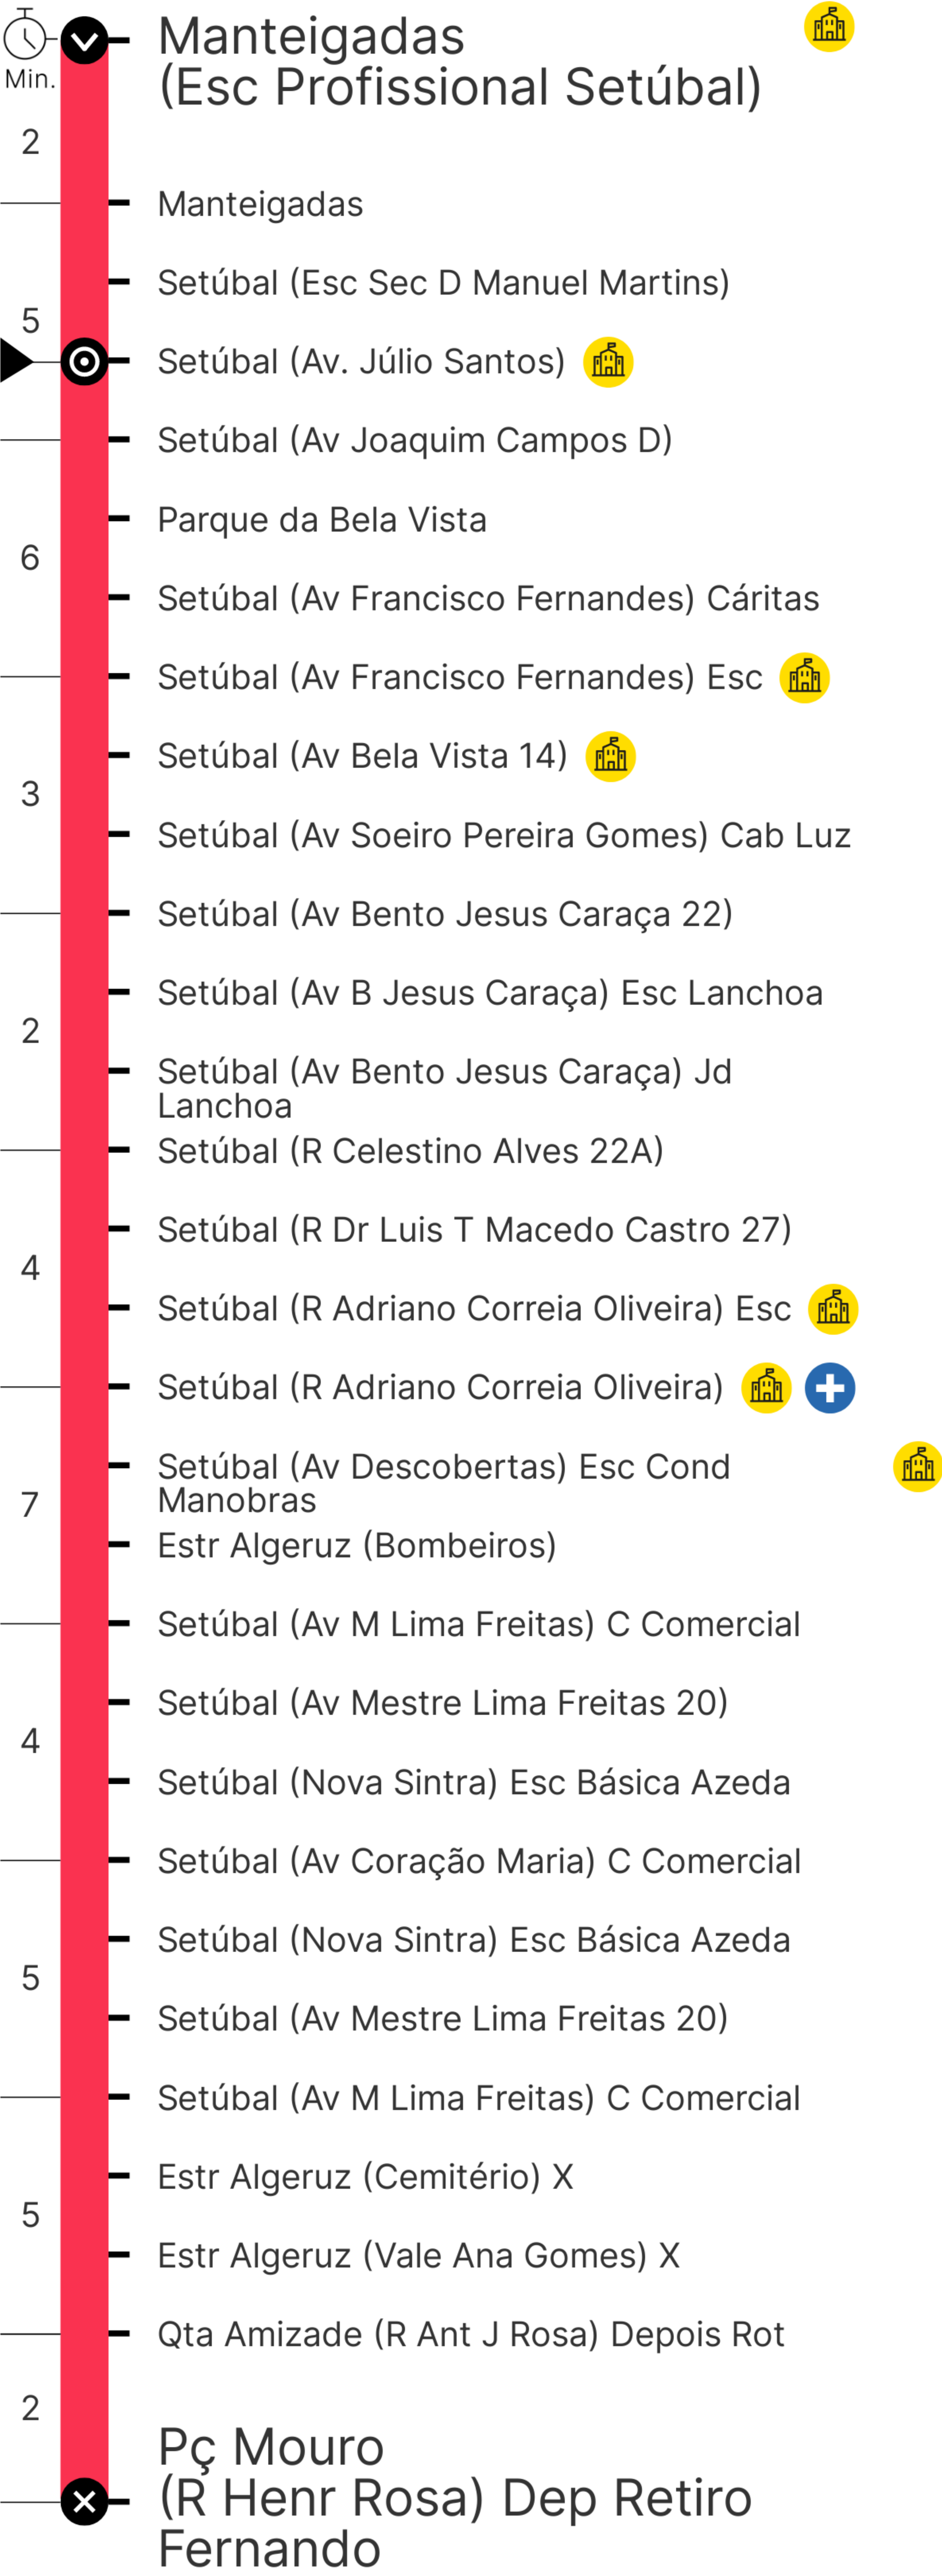 Manteigadas
(Esc Profissional Setúbal)
Min.
2
Manteigadas
Setúbal (Esc Sec D Manuel Martins)
5
Setúbal (Av. Júlio Santos)
Setúbal (Av Joaquim Campos D)
Parque da Bela Vista
6
Setúbal (Av Francisco Fernandes) Cáritas
Setúbal (Av Francisco Fernandes) Esc
Setúbal (Av Bela Vista 14)
3
Setúbal (Av Soeiro Pereira Gomes) Cab Luz
Setúbal (Av Bento Jesus Caraça 22)
Setúbal (Av B Jesus Caraça) Esc Lanchoa
2
Setúbal (Av Bento Jesus Caraça) Jd
Lanchoa
Setúbal (R Celestino Alves 22A)
Setúbal (R Dr Luis T Macedo Castro 27)
4
Setúbal (R Adriano Correia Oliveira) Esc
Setúbal (R Adriano Correia Oliveira)
Setúbal (Av Descobertas) Esc Cond
Manobras
7
Estr Algeruz (Bombeiros)
Setúbal (Av M Lima Freitas) C Comercial
Setúbal (Av Mestre Lima Freitas 20)
4
Setúbal (Nova Sintra) Esc Básica Azeda
Setúbal (Av Coração Maria) C Comercial
Setúbal (Nova Sintra) Esc Básica Azeda
5
Setúbal (Av Mestre Lima Freitas 20)
Setúbal (Av M Lima Freitas) C Comercial
Estr Algeruz (Cemitério) X
5
Estr Algeruz (Vale Ana Gomes) X
Qta Amizade (R Ant J Rosa) Depois Rot
2
Pç Mouro
(R Henr Rosa) Dep Retiro
Fernando